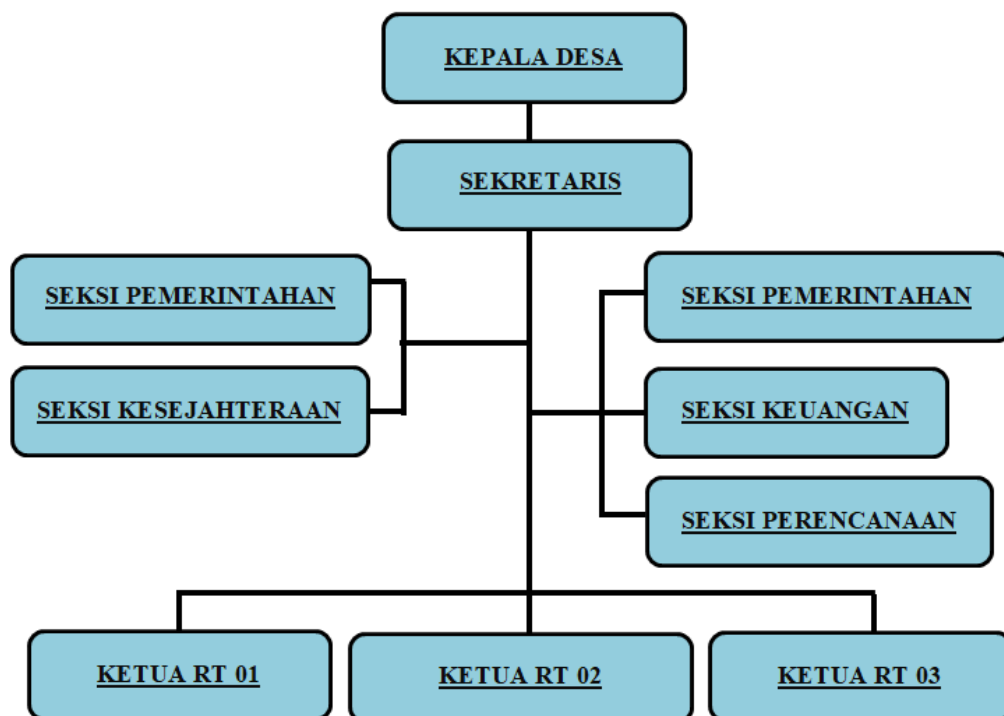 KEPALA DESA
SEKRETARIS
SEKSI PEMERINTAHAN
SEKSI KESEJAHTERAAN
SEKSI PEMERINTAHAN
SEKSI KEUANGAN
SEKSI PERENCANAAN
KETUA RT 01
KETUA RT 02
KETUA RT 03